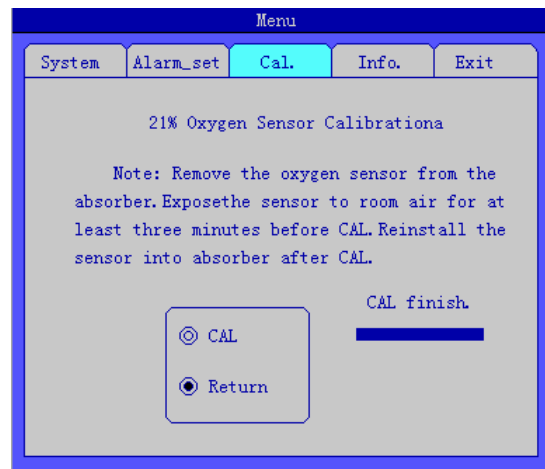 Menu
System Alarm_set Cal. Info. Exit
21% Oxygen Sensor Calibrationa
Note: Remove the oxygen sensor from the
absorber.Exposethe sensor to room air for at
least three minutes before CAL.Reinstall the
sensor into absorber after CAL.
CAL finish.
CAL
Return